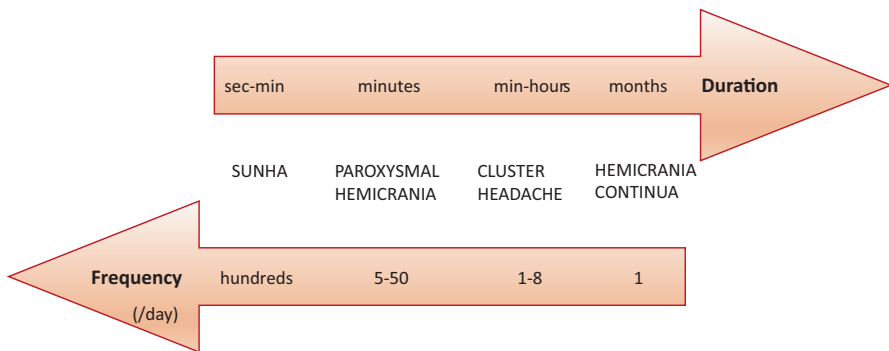 sec-min minutes min-hours months Duration
SUNHA PAROXYSMAL CLUSTER HEMICRANIA
HEMICRANIA HEADACHE CONTINUA
Frequency hundreds 5-50 1-8 1
(/day)